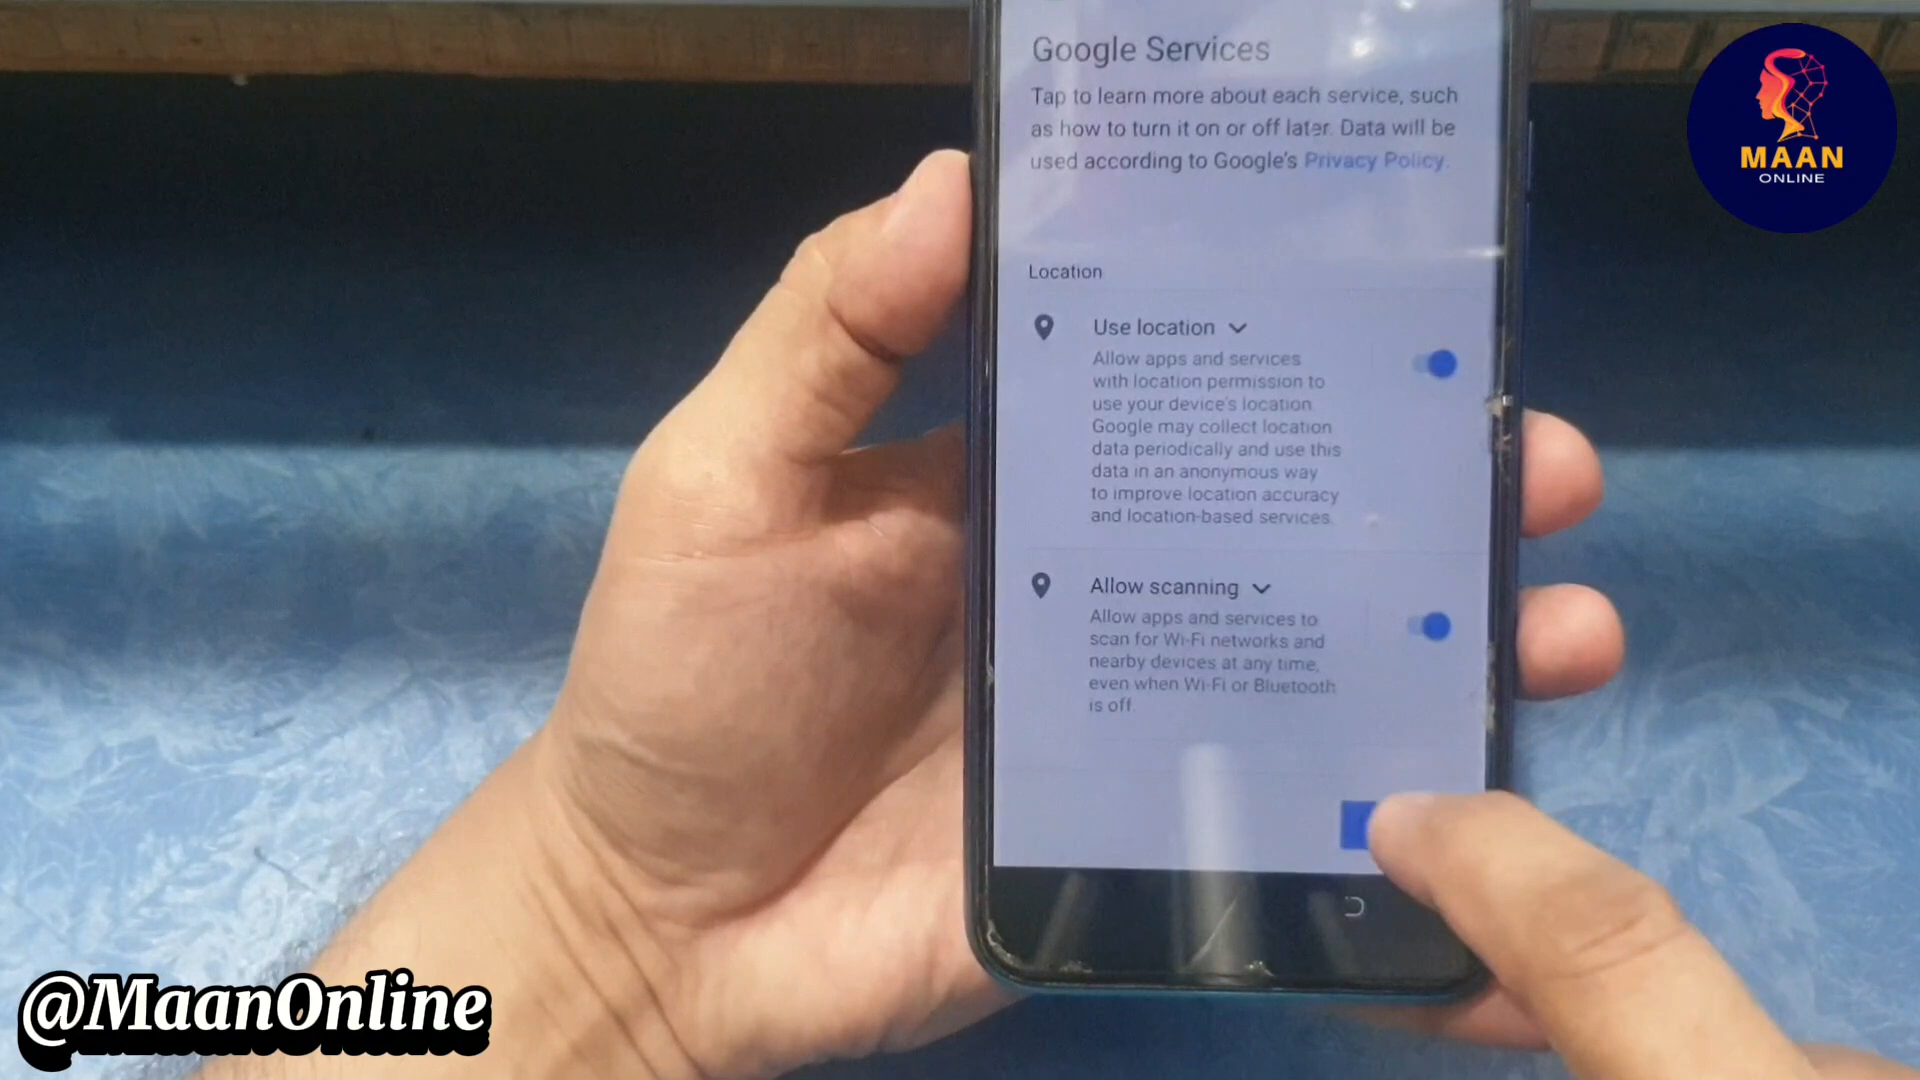 Google Services
Tap to learn more about each service, such
as how to turn it on or off later. Data will be
used according to Google's Privacy Policy.
Location
Use location
Allow apps and services
with location permission to
use your device's location.
Google may collect location
data periodically and use this
data in an anonymous way
to improve location accuracy
and location-based services.
Allow scanning
Allow apps and services to
scan for Wi-Fi networks and
nearby devices at any time,
even when Wi-Fi or Bluetooth
is off.
MAAN
ONLINE
@MaanOnline